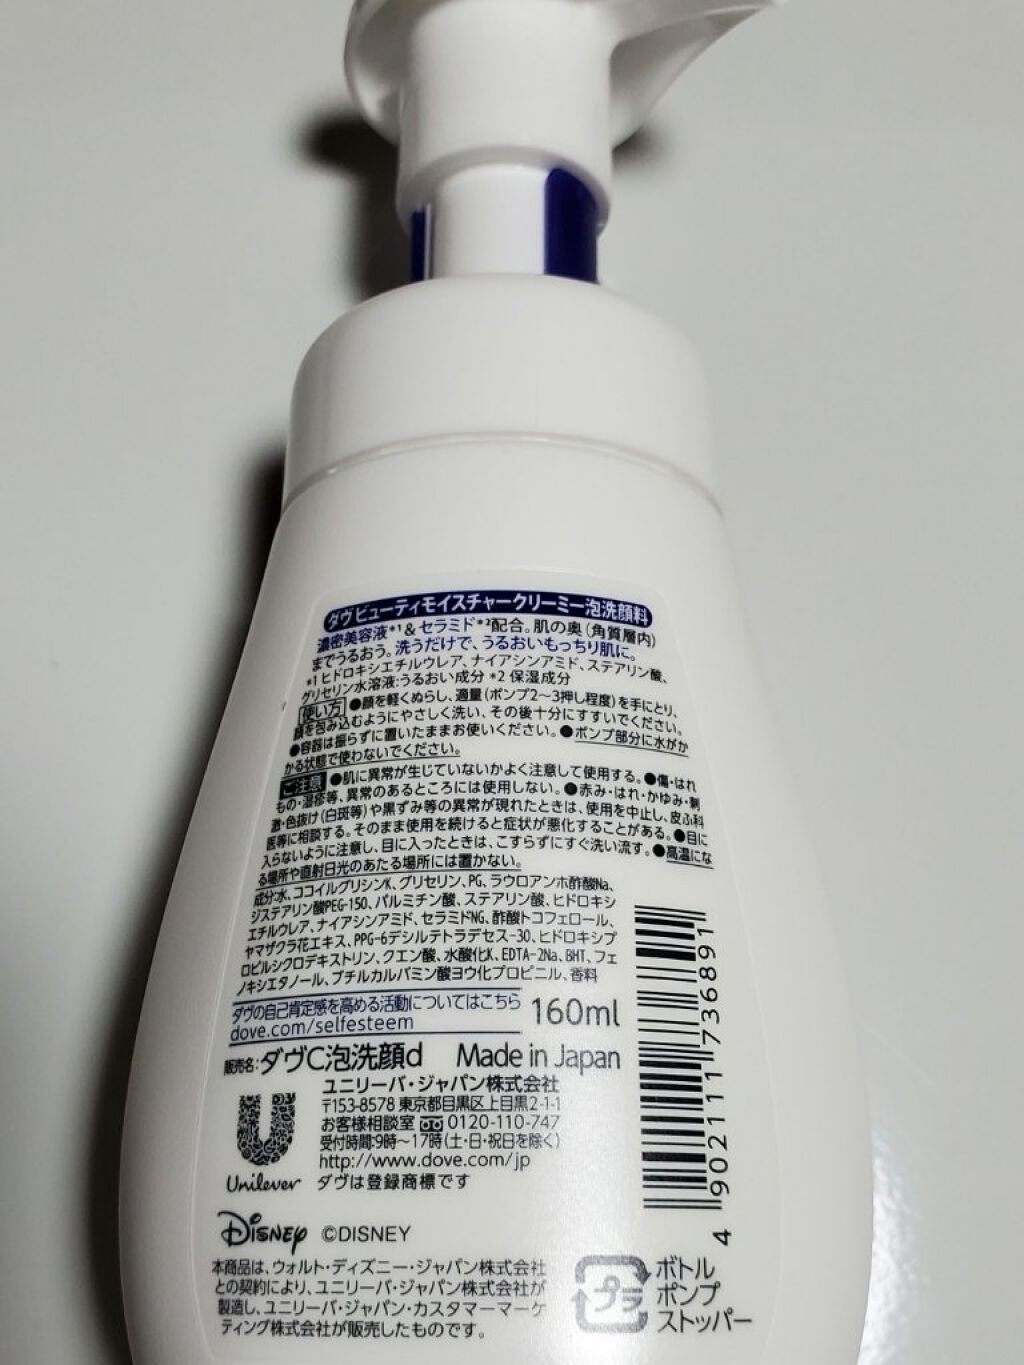 ダヴ ビューティモイスチャークリーミー泡洗顔料
濃密美容液*1&セラミド*2配合。肌の奥(角質層内)
までうるおう。洗うだけで、うるおいもっちり肌に。
*1 ヒドロキシエチルウレア、ナイアシンアミド、ステアリン酸、
グリセリン水溶液:うるおい成分 *2 保湿成分
使い方 ●顔を軽くぬらし、適量(ポンプ2〜3押し程度)を手にとり、
顔を包み込むようにやさしく洗い、その後十分にすすいでください。
●容器は振らずに置いたままお使いください。●ポンプ部分に水がか
かる状態で使わないでください。
ご注意 ●肌に異常が生じていないかよく注意して使用する。●傷・はれ
もの・湿疹等、異常のあるところには使用しない。●赤み・はれ・かゆみ・刺
激・色抜け(白斑等)や黒ずみ等の異常が現れたときは、使用を中止し、皮ふ科
医等に相談する。そのまま使用を続けると症状が悪化することがある。●目に
入らないように注意し、目に入ったときは、こすらずにすぐ洗い流す。●高温にな
る場所や直射日光のあたる場所には置かない。
成分:水、ココイルグリシンK、グリセリン、PG、ラウロアンホ酢酸Na、
ジステアリン酸PEG-150、パルミチン酸、ステアリン酸、ヒドロキシ
エチルウレア、ナイアシンアミド、セラミドNG、酢酸トコフェロール、
ヤマザクラ花エキス、PPG-6デシルテトラデセス-30、ヒドロキシプ
ロピルシクロデキストリン、クエン酸、水酸化K、EDTA-2Na、BHT、フェ
ノキシエタノール、ブチルカルバミン酸ヨウ化プロピニル、香料
ダヴの自己肯定感を高める活動についてはこちら
dove.com/selfesteem
160ml
販売名:ダヴC泡洗顔d Made in Japan
ユニリーバ・ジャパン株式会社
〒153-8578 東京都目黒区上目黒2-1-1
お客様相談室 0120-110-747
受付時間:9時〜17時(土・日・祝日を除く)
http://www.dove.com/jp
Unilever ダヴは登録商標です
Disney ©DISNEY
本商品は、ウォルト・ディズニー・ジャパン株式会社
との契約により、ユニリーバ・ジャパン株式会社が
製造し、ユニリーバ・ジャパン・カスタマーマーケ
ティング株式会社が販売したものです。
4 902111 736891
プラ
ボトル
ポンプ
ストッパー